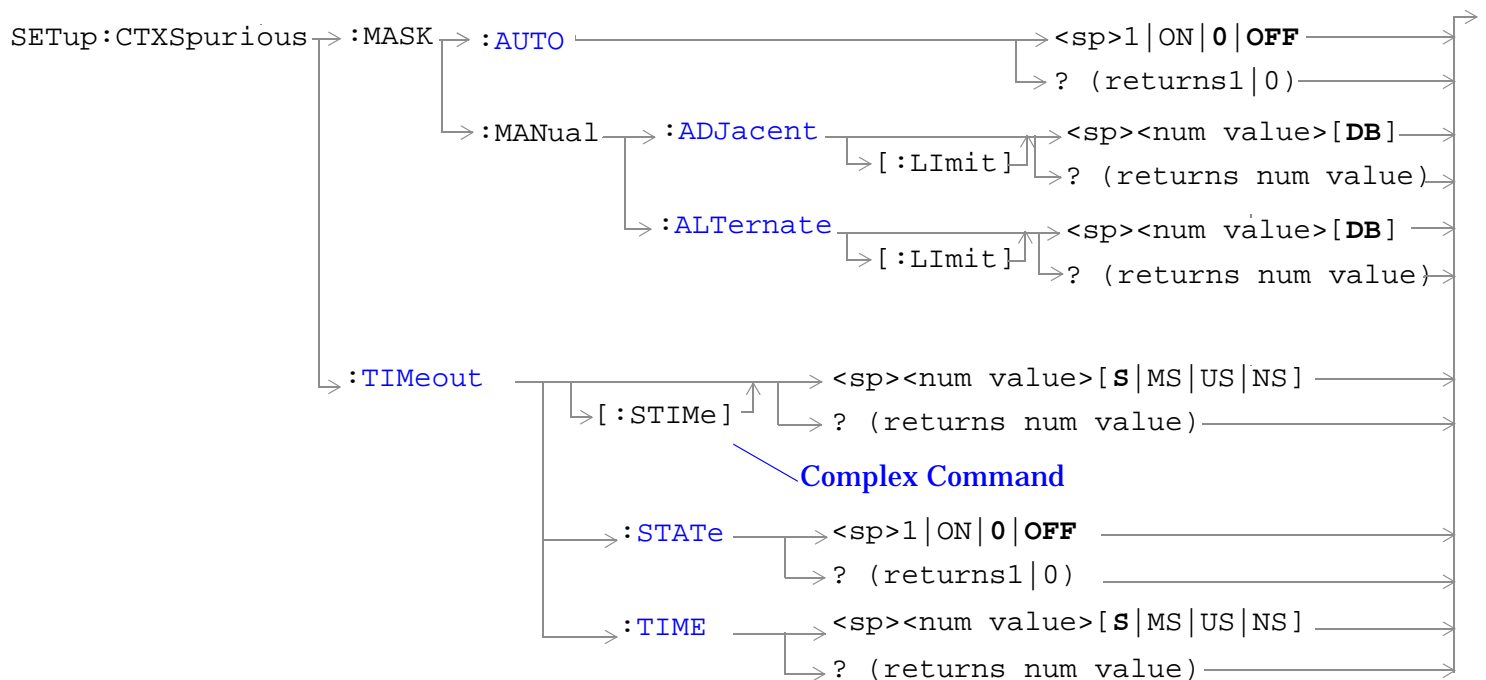 SETup:CTXSpurious :MASK :AUTO <sp>1|ON|0|OFF
? (returns1|0)
:MANual :ADJacent <sp><num value>[DB]
[:LImit] ? (returns num value)
:ALTernate <sp><num value>[DB]
[:LImit] ? (returns num value)
:TIMeout <sp><num value>[S|MS|US|NS]
[:STIMe] ? (returns num value)
Complex Command
:STATe <sp>1|ON|0|OFF
? (returns1|0)
:TIME <sp><num value>[S|MS|US|NS]
? (returns num value)